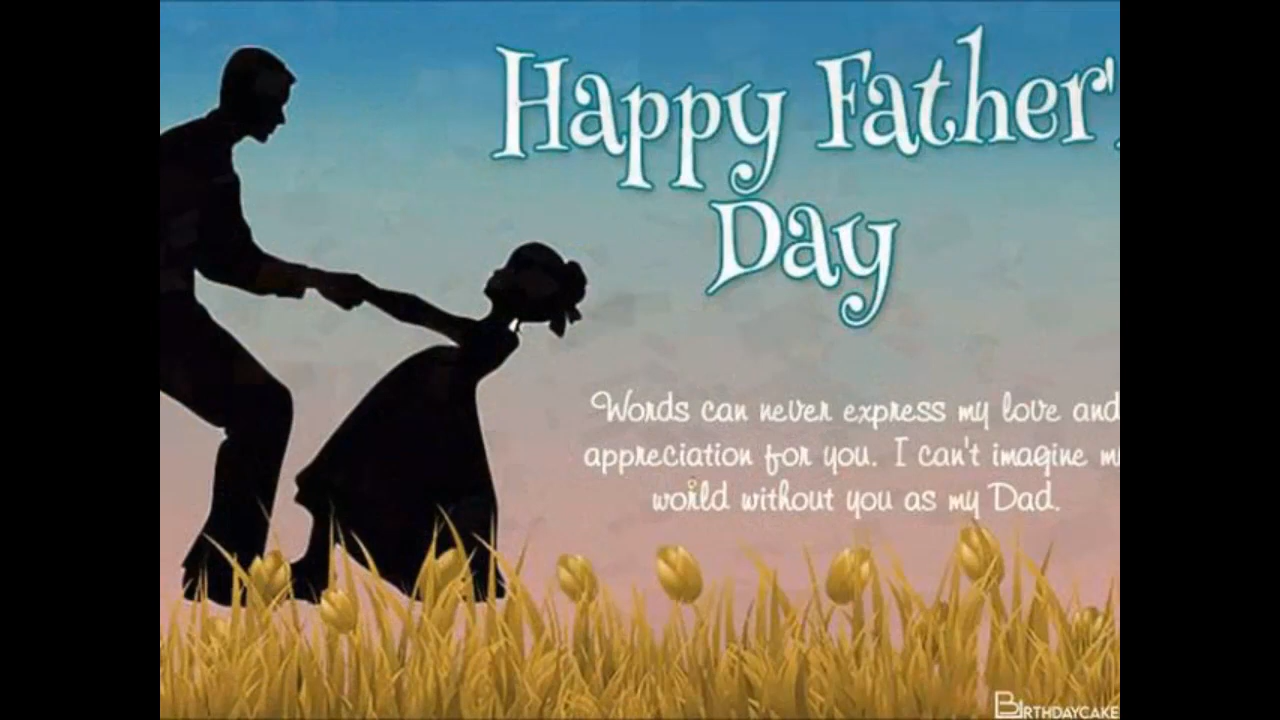 Happy Father'
Day
Words can never express my love and
appreciation for you. I can't imagine m
world without you as my Dad.
BIRTHDAYCAKE